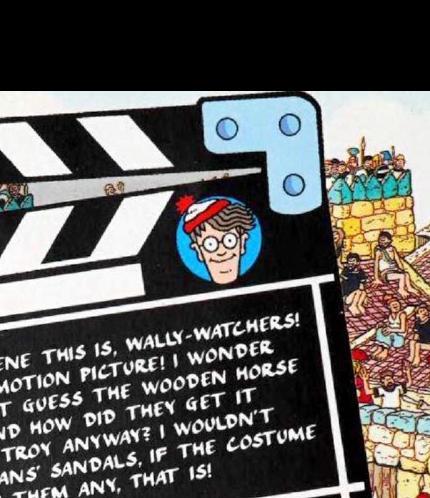 ENE THIS IS, WALLY-WATCHERS!
MOTION PICTURE! I WONDER
T GUESS THE WOODEN HORSE
ND HOW DID THEY GET IT
TROY ANYWAY? I WOULDN'T
ANS' SANDALS, IF THE COSTUME
THEM ANY, THAT IS!